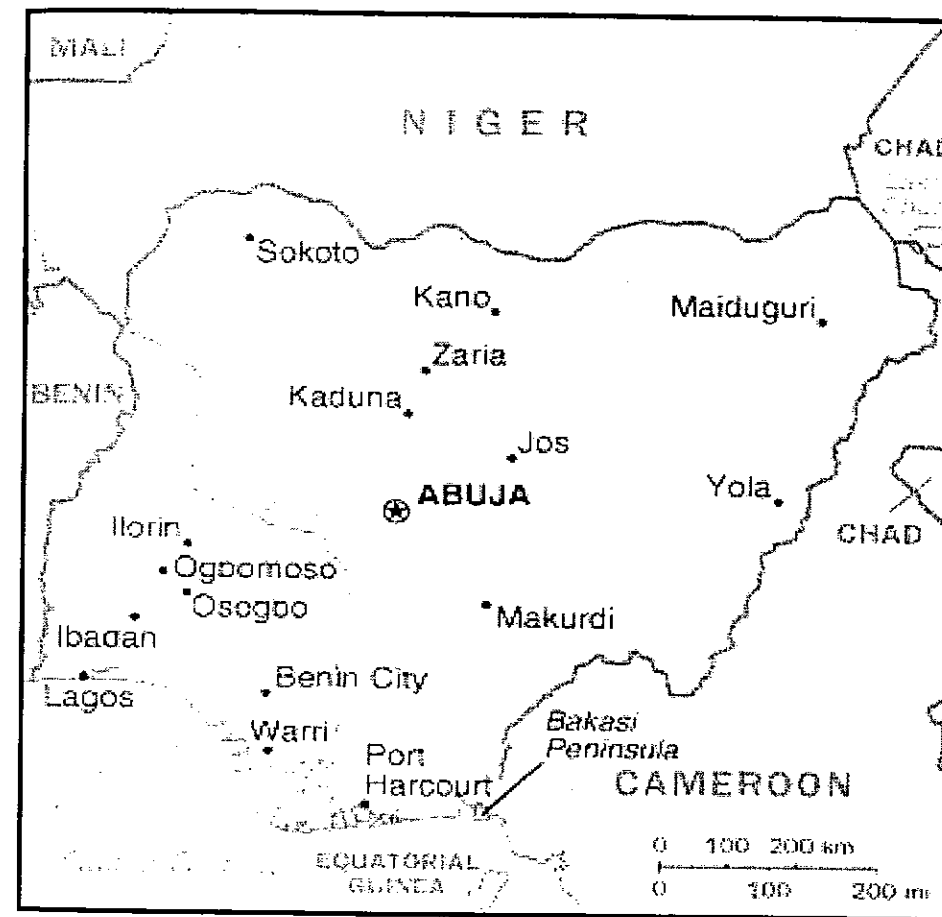 MALI
NIGER
CHAD
Sokoto
Kano
Maiduguri
Zaria
BENIN
Kaduna
Jos
ABUJA
Yola
CHAD
Ilorin
Ogbomoso
Osogbo
Makurdi
Ibadan
Benin City
Lagos
Warri
Bakasi
Peninsula
Port
Harcourt
CAMEROON
0 100 200 km
EQUATORIAL
GUINEA
0 100 200 mi